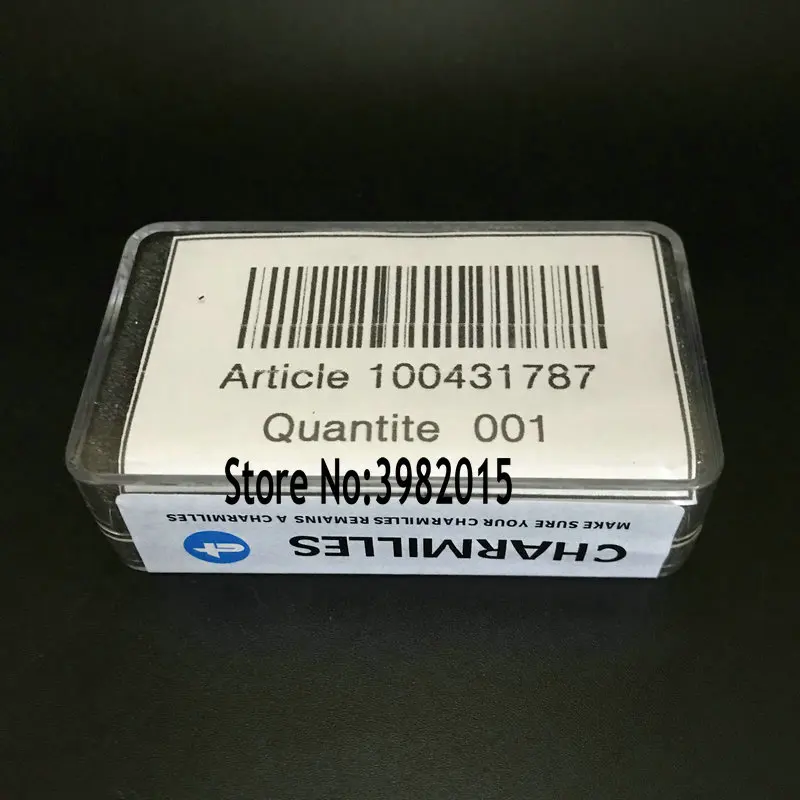 Article 100431787
Quantite 001
Store No:3982015
CHARMILLES
MAKE SURE YOUR CHARMILLES REMAINS A CHARMILLES